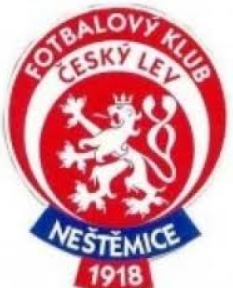 FOTBALOVÝ KLUB
ČESKÝ LEV
NEŠTĚMICE
1918